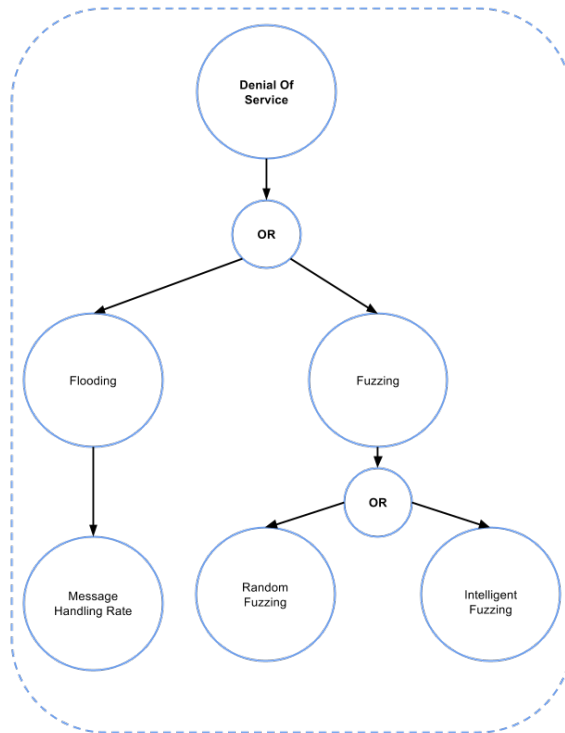 Denial Of
Service
OR
Flooding
Fuzzing
OR
Message
Handling Rate
Random
Fuzzing
Intelligent
Fuzzing